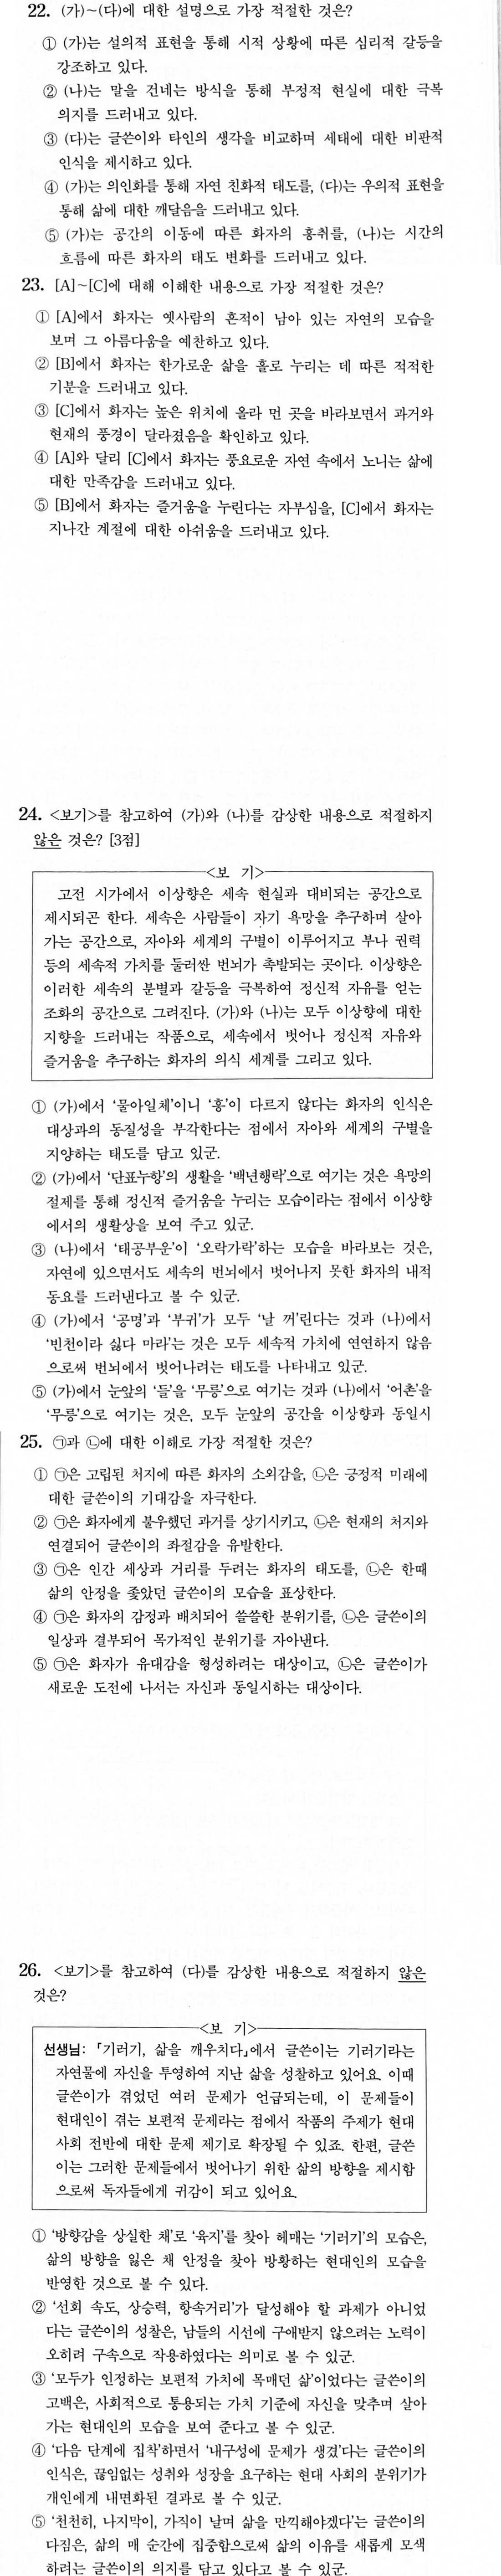 22. (가)~(다)에 대한 설명으로 가장 적절한 것은?
① (가)는 설의적 표현을 통해 시적 상황에 따른 심리적 갈등을
강조하고 있다.
② (나)는 말을 건네는 방식을 통해 부정적 현실에 대한 극복
의지를 드러내고 있다.
③ (다)는 글쓴이와 타인의 생각을 비교하며 세태에 대한 비판적
인식을 제시하고 있다.
④ (가)는 의인화를 통해 자연 친화적 태도를, (다)는 우의적 표현을
통해 삶에 대한 깨달음을 드러내고 있다.
⑤ (가)는 공간의 이동에 따른 화자의 흥취를, (나)는 시간의
흐름에 따른 화자의 태도 변화를 드러내고 있다.
23. [A]~[C]에 대해 이해한 내용으로 가장 적절한 것은?
① [A]에서 화자는 옛사람의 흔적이 남아 있는 자연의 모습을
보며 그 아름다움을 예찬하고 있다.
② [B]에서 화자는 한가로운 삶을 홀로 누리는 데 따른 적적한
기분을 드러내고 있다.
③ [C]에서 화자는 높은 위치에 올라 먼 곳을 바라보면서 과거와
현재의 풍경이 달라졌음을 확인하고 있다.
④ [A]와 달리 [C]에서 화자는 풍요로운 자연 속에서 노니는 삶에
대한 만족감을 드러내고 있다.
⑤ [B]에서 화자는 즐거움을 누린다는 자부심을, [C]에서 화자는
지나간 계절에 대한 아쉬움을 드러내고 있다.
24. <보기>를 참고하여 (가)와 (나)를 감상한 내용으로 적절하지
않은 것은? [3점]
<보 기>
고전 시가에서 이상향은 세속 현실과 대비되는 공간으로
제시되곤 한다. 세속은 사람들이 자기 욕망을 추구하며 살아
가는 공간으로, 자아와 세계의 구별이 이루어지고 부나 권력
등의 세속적 가치를 둘러싼 번뇌가 촉발되는 곳이다. 이상향은
이러한 세속의 분별과 갈등을 극복하여 정신적 자유를 얻는
조화의 공간으로 그려진다. (가)와 (나)는 모두 이상향에 대한
지향을 드러내는 작품으로, 세속에서 벗어나 정신적 자유와
즐거움을 추구하는 화자의 의식 세계를 그리고 있다.
① (가)에서 '물아일체'이니 '흥'이 다르지 않다는 화자의 인식은
대상과의 동질성을 부각한다는 점에서 자아와 세계의 구별을
지양하는 태도를 담고 있군.
② (가)에서 '단표누항'의 생활을 '백년행락'으로 여기는 것은 욕망의
절제를 통해 정신적 즐거움을 누리는 모습이라는 점에서 이상향
에서의 생활상을 보여 주고 있군.
③ (나)에서 '태공부운'이 '오락가락'하는 모습을 바라보는 것은,
자연에 있으면서도 세속의 번뇌에서 벗어나지 못한 화자의 내적
동요를 드러낸다고 볼 수 있군.
④ (가)에서 '공명'과 '부귀'가 모두 '날 꺼'린다는 것과 (나)에서
'빈천이라 싫다 마라'는 것은 모두 세속적 가치에 연연하지 않음
으로써 번뇌에서 벗어나려는 태도를 나타내고 있군.
⑤ (가)에서 눈앞의 '들'을 '무릉'으로 여기는 것과 (나)에서 '어촌'을
'무릉'으로 여기는 것은, 모두 눈앞의 공간을 이상향과 동일시
25. ㉠과 ㉡에 대한 이해로 가장 적절한 것은?
① ㉠은 고립된 처지에 따른 화자의 소외감을, ㉡은 긍정적 미래에
대한 글쓴이의 기대감을 자극한다.
② ㉠은 화자에게 불우했던 과거를 상기시키고, ㉡은 현재의 처지와
연결되어 글쓴이의 좌절감을 유발한다.
③ ㉠은 인간 세상과 거리를 두려는 화자의 태도를, ㉡은 한때
삶의 안정을 좇았던 글쓴이의 모습을 표상한다.
④ ㉠은 화자의 감정과 배치되어 쓸쓸한 분위기를, ㉡은 글쓴이의
일상과 결부되어 목가적인 분위기를 자아낸다.
⑤ ㉠은 화자가 유대감을 형성하려는 대상이고, ㉡은 글쓴이가
새로운 도전에 나서는 자신과 동일시하는 대상이다.
26. <보기>를 참고하여 (다)를 감상한 내용으로 적절하지 않은
것은?
<보 기>
선생님: 「기러기, 삶을 깨우치다」에서 글쓴이는 기러기라는
자연물에 자신을 투영하여 지난 삶을 성찰하고 있어요. 이때
글쓴이가 겪었던 여러 문제가 언급되는데, 이 문제들이
현대인이 겪는 보편적 문제라는 점에서 작품의 주제가 현대
사회 전반에 대한 문제 제기로 확장될 수 있죠. 한편, 글쓴
이는 그러한 문제들에서 벗어나기 위한 삶의 방향을 제시함
으로써 독자들에게 귀감이 되고 있어요.
① '방향감을 상실한 채'로 '육지'를 찾아 헤매는 '기러기'의 모습은,
삶의 방향을 잃은 채 안정을 찾아 방황하는 현대인의 모습을
반영한 것으로 볼 수 있다.
② '선회 속도, 상승력, 항속거리'가 달성해야 할 과제가 아니었
다는 글쓴이의 성찰은, 남들의 시선에 구애받지 않으려는 노력이
오히려 구속으로 작용하였다는 의미로 볼 수 있군.
③ '모두가 인정하는 보편적 가치에 목매던 삶'이었다는 글쓴이의
고백은, 사회적으로 통용되는 가치 기준에 자신을 맞추며 살아
가는 현대인의 모습을 보여 준다고 볼 수 있군.
④ '다음 단계에 집착'하면서 '내구성에 문제가 생겼'다는 글쓴이의
인식은, 끊임없는 성취와 성장을 요구하는 현대 사회의 분위기가
개인에게 내면화된 결과로 볼 수 있군.
⑤ '천천히, 나지막이, 가직이 날며 삶을 만끽해야겠다'는 글쓴이의
다짐은, 삶의 매 순간에 집중함으로써 삶의 이유를 새롭게 모색
하려는 글쓴이의 의지를 담고 있다고 볼 수 있군.